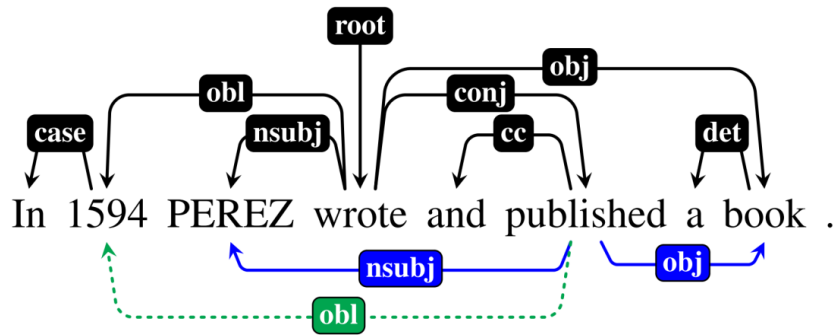 root
obj
obl conj
case nsubj cc det
In 1594 PEREZ wrote and published a book .
nsubj obj
obl